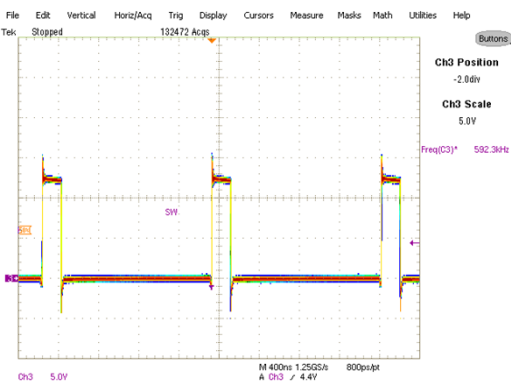 File Edit Vertical Horiz/Acq Trig Display Cursors Measure Masks Math Utilities Help
Tek Stopped 132472 Acqs
Buttons
Ch3 Position
-2.0div
Ch3 Scale
5.0V
Freq(C3)* 592.3kHz
SW
Ch3 5.0V
M 400ns 1.25GS/s 800ps/pt
A Ch3 / 4.4V